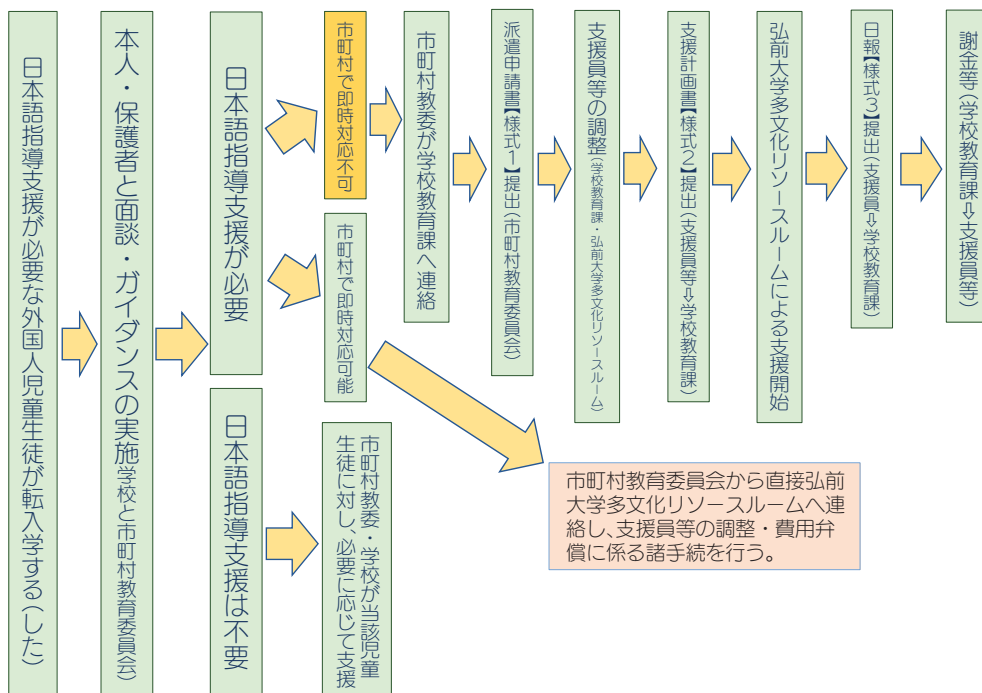 日本語指導支援が必要な外国人児童生徒が転入学する(した)
本人・保護者と面談・ガイダンスの実施学校と市町村教育委員会)
日本語指導支援が必要
市町村で即時対応不可
市町村教委が学校教育課へ連絡
派遣申請書【様式1】提出(市町村教育委員会)
支援員等の調整(学校教育課・弘前大学多文化リソースルーム)
支援計画書【様式2】提出(支援員等⇨学校教育課)
弘前大学多文化リソースルームによる支援開始
日報【様式3】提出(支援員⇨学校教育課)
謝金等(学校教育課⇨支援員等)
市町村で即時対応可能
市町村教育委員会から直接弘前
大学多文化リソースルームへ連
絡し、支援員等の調整・費用弁
償に係る諸手続を行う。
日本語指導支援は不要
市町村教委・学校が当該児童
生徒に対し、必要に応じて支援